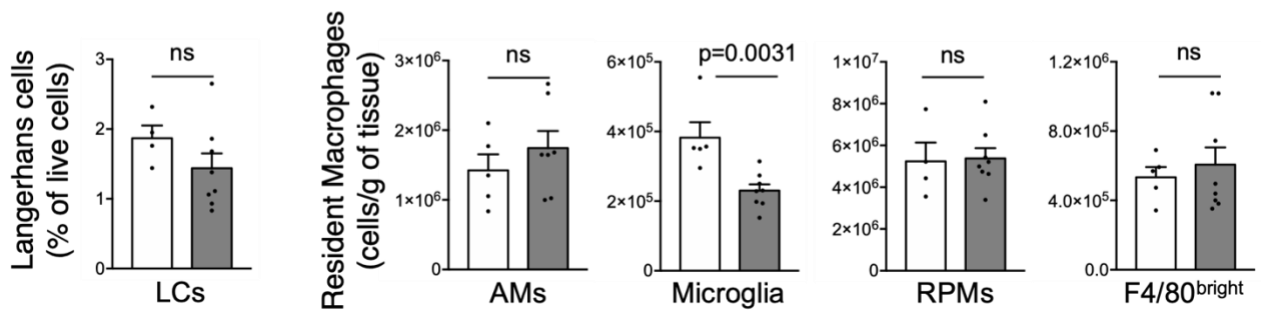 Langerhans cells
(% of live cells)
3
2
1
0
ns
LCs
Resident Macrophages
(cells/g of tissue)
3×10⁶
2×10⁶
1×10⁶
0
ns
AMs
6×10⁵
4×10⁵
2×10⁵
0
p=0.0031
Microglia
1×10⁷
8×10⁶
6×10⁶
4×10⁶
2×10⁶
0
ns
RPMs
1.2×10⁶
8.0×10⁵
4.0×10⁵
0.0
ns
F4/80ᵇʳⁱᵍʰᵗ